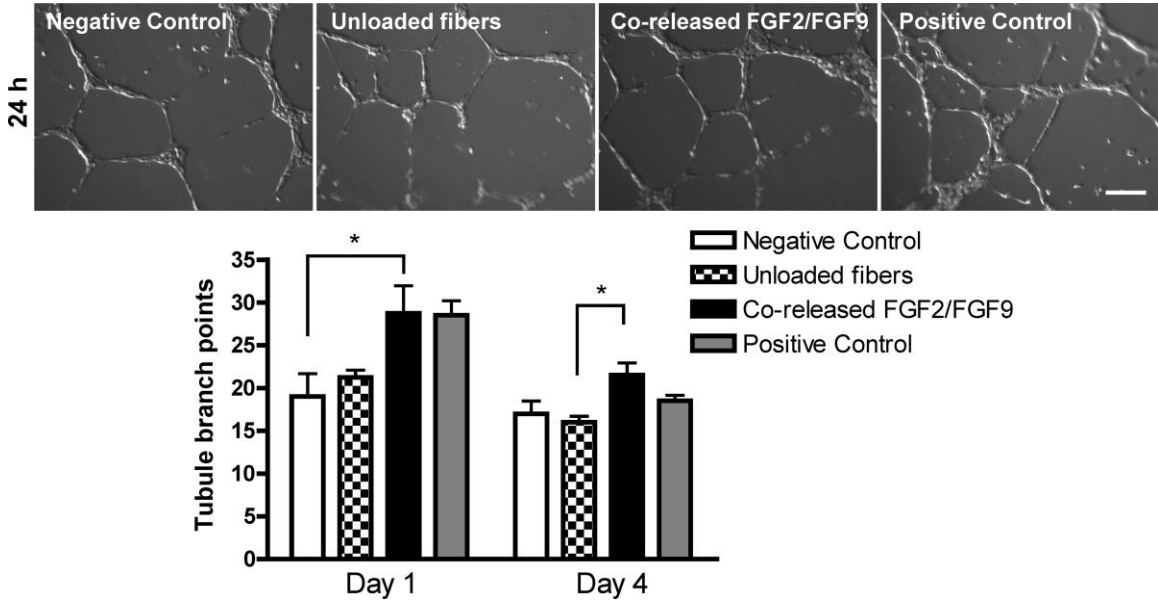 Negative Control
Unloaded fibers
Co-released FGF2/FGF9
Positive Control
24 h
*
*
Negative Control
Unloaded fibers
Co-released FGF2/FGF9
Positive Control
Tubule branch points
35
30
25
20
15
10
5
0
Day 1
Day 4